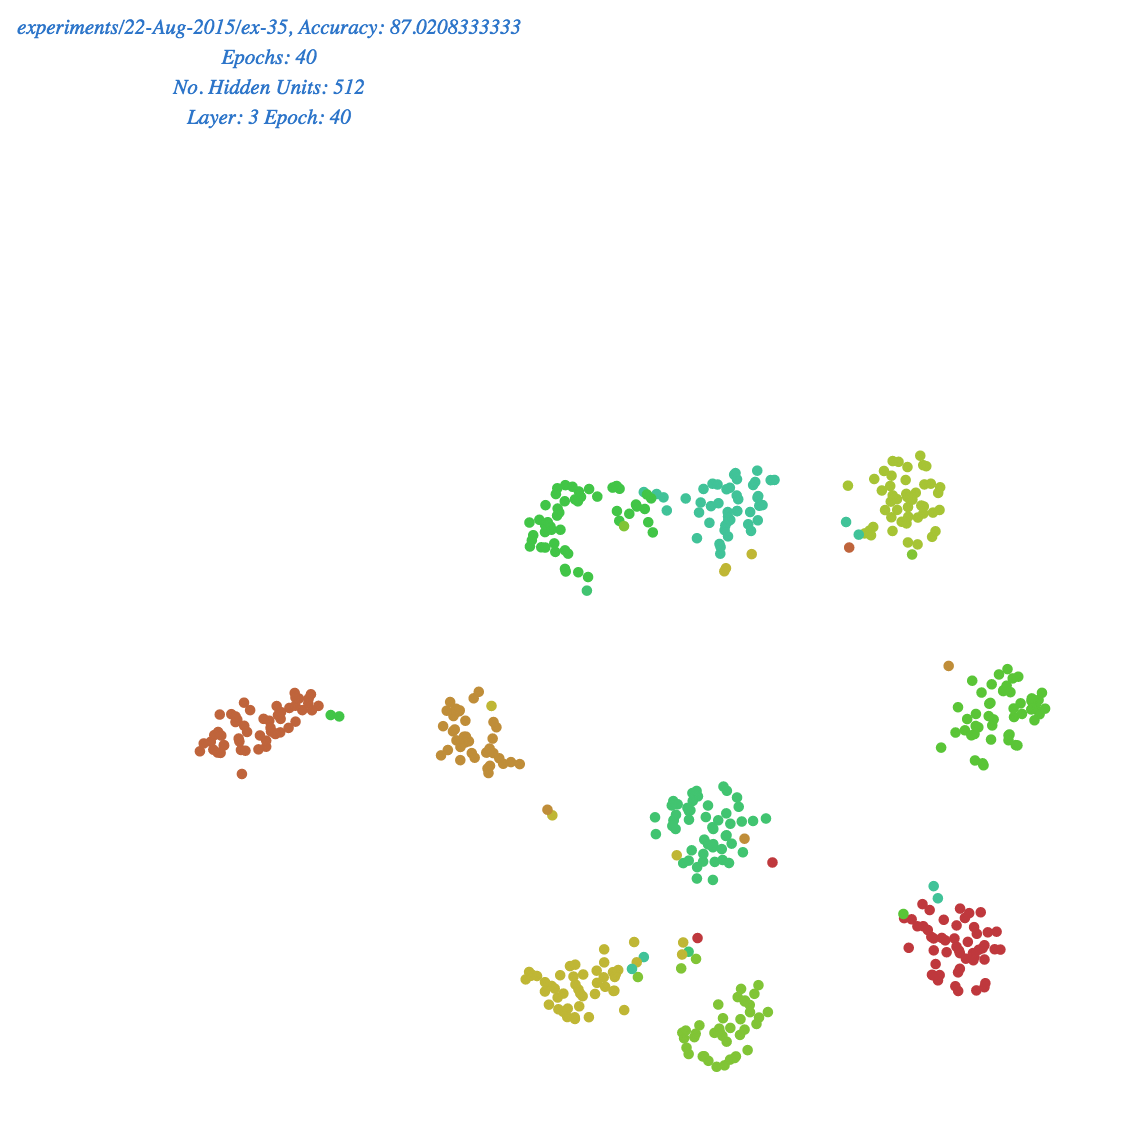 experiments/22-Aug-2015/ex-35, Accuracy: 87.0208333333
Epochs: 40
No. Hidden Units: 512
Layer: 3 Epoch: 40